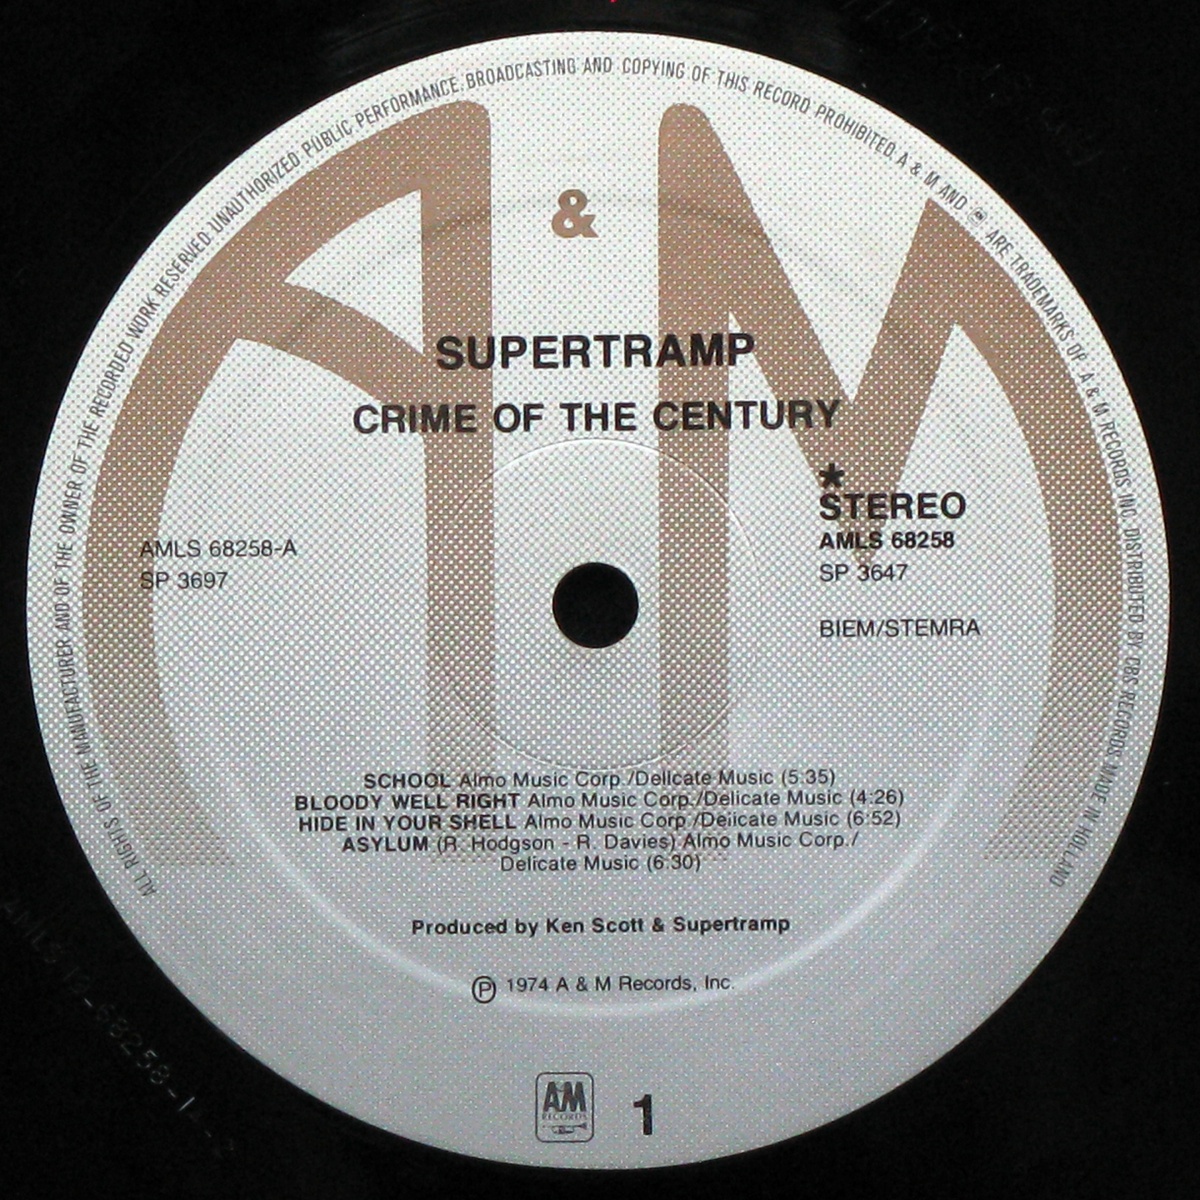 ALL RIGHTS OF THE MANUFACTURER AND OF THE OWNER OF THE RECORDED WORK RESERVED UNAUTHORIZED PUBLIC PERFORMANCE, BROADCASTING AND COPYING OF THIS RECORD PROHIBITED A & M AND ARE TRADEMARKS OF A & M RECORDS INC DISTRIBUTED BY CBS RECORDS MADE IN HOLLAND
A & M
SUPERTRAMP
CRIME OF THE CENTURY
★
STEREO
AMLS 68258-A
AMLS 68258
SP 3697
SP 3647
BIEM/STEMRA
SCHOOL Almo Music Corp./Delicate Music (5.35)
BLOODY WELL RIGHT Almo Music Corp./Delicate Music (4:26)
HIDE IN YOUR SHELL Almo Music Corp /Delicate Music (6:52)
ASYLUM (R. Hodgson - R. Davies) Almo Music Corp./
Delicate Music (6.30)
Produced by Ken Scott & Supertramp
Ⓟ 1974 A & M Records, Inc.
AM
RECORDS
1